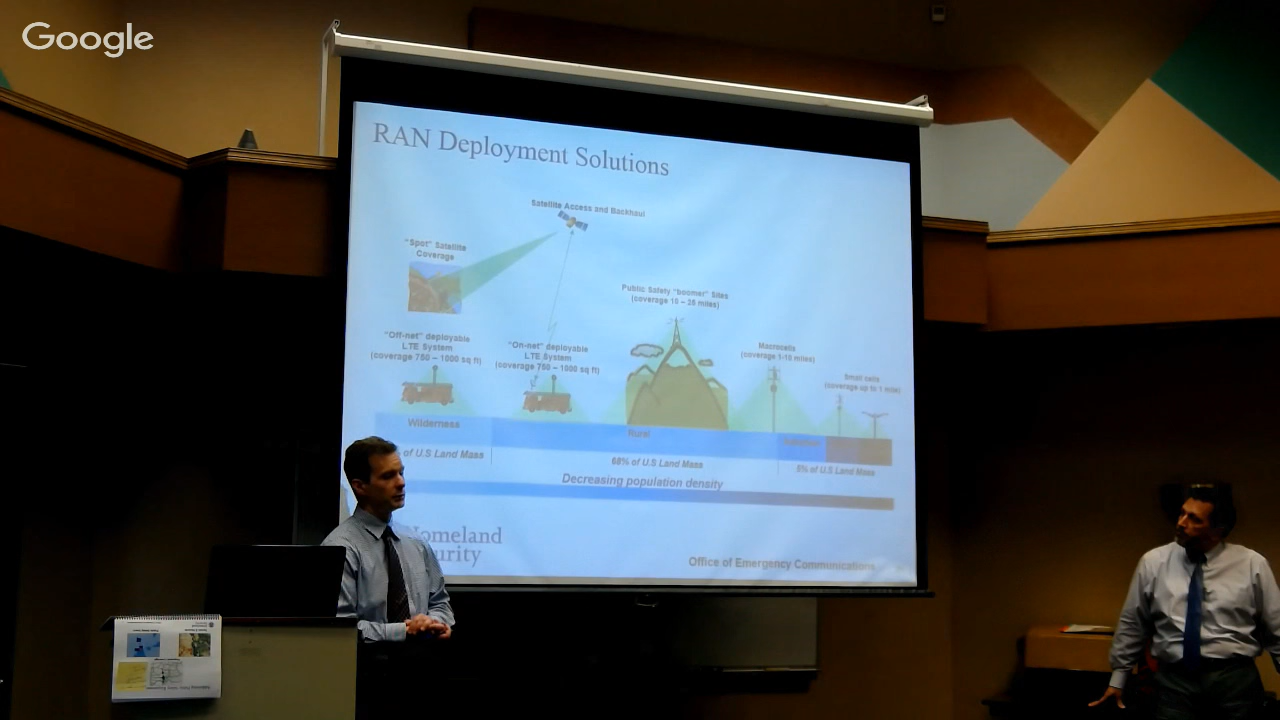 Google
RAN Deployment Solutions
Satellite Access and Backhaul
"Spot" Satellite
Coverage
Public Safety "boomer" Sites
(coverage 10 – 25 miles)
"Off-net" deployable
LTE System
(coverage 750 – 1000 sq ft)
"On-net" deployable
LTE System
(coverage 750 – 1000 sq ft)
Macrocells
(coverage 1-10 miles)
Small cells
(coverage up to 1 mile)
Wilderness
Rural
of U.S Land Mass
68% of U.S Land Mass
5% of U.S Land Mass
Decreasing population density
Homeland
Security
Office of Emergency Communications